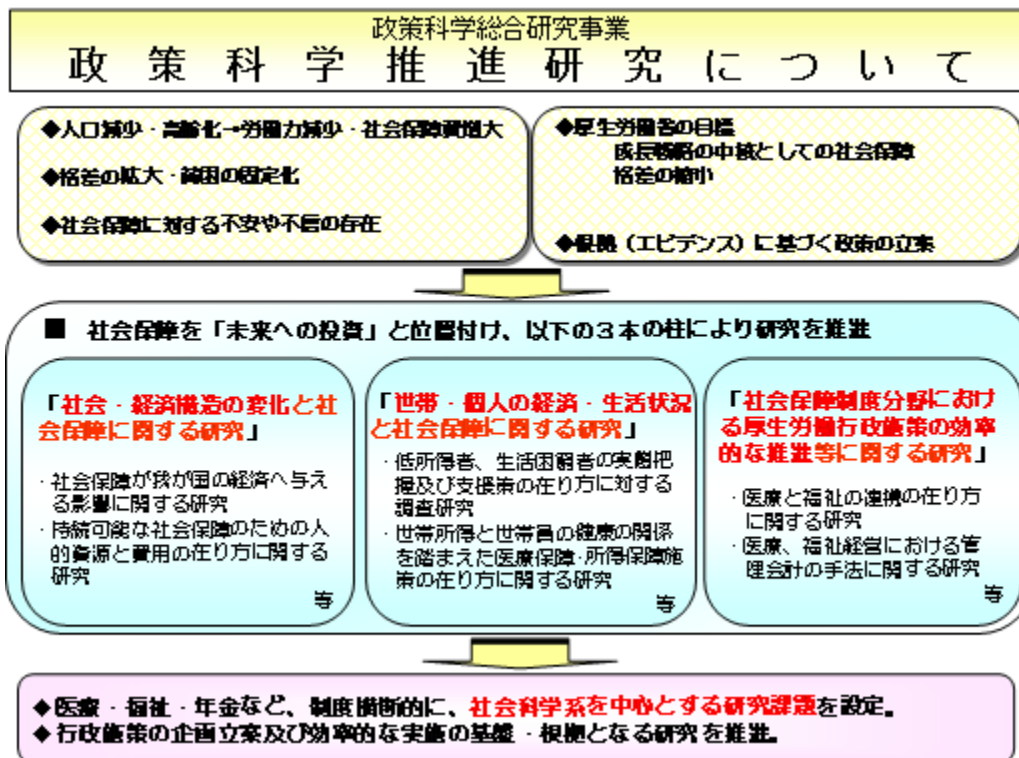 政策科学総合研究事業
政策科学推進研究について
◆人口減少・高齢化→労働力減少・社会保障費増大
◆格差の拡大・貧困の固定化
◆社会保障に対する不安や不信の存在
◆厚生労働省の目標
成長戦略の中核としての社会保障
格差の縮小
◆根拠（エビデンス）に基づく政策の立案
■ 社会保障を「未来への投資」と位置付け、以下の３本の柱により研究を推進
「社会・経済構造の変化と社
会保障に関する研究」
・社会保障が我が国の経済へ与え
る影響に関する研究
・持続可能な社会保障のための人
的資源と費用の在り方に関する
研究
等
「世帯・個人の経済・生活状況
と社会保障に関する研究」
・低所得者、生活困窮者の実態把
握及び支援策の在り方に対する
調査研究
・世帯所得と世帯員の健康の関係
を踏まえた医療保障・所得保障施
策の在り方に関する研究
等
「社会保障制度分野におけ
る厚生労働行政施策の効率
的な推進等に関する研究」
・医療と福祉の連携の在り方
に関する研究
・医療、福祉経営における管
理会計の手法に関する研究
等
◆医療・福祉・年金など、制度横断的に、社会科学系を中心とする研究課題を設定。
◆行政施策の企画立案及び効率的な実施の基盤・根拠となる研究を推進。